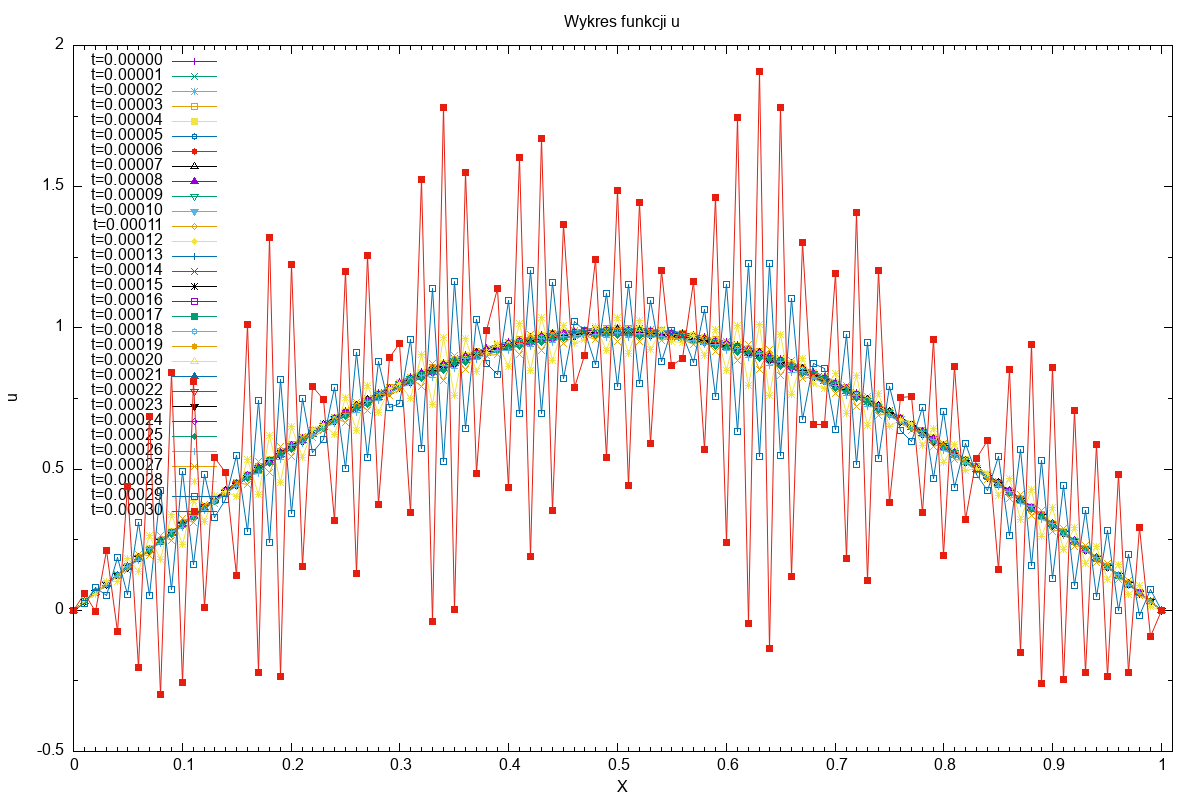 Wykres funkcji u
2
1.5
1
0.5
0
-0.5
u
t=0.00000
t=0.00001
t=0.00002
t=0.00003
t=0.00004
t=0.00005
t=0.00006
t=0.00007
t=0.00008
t=0.00009
t=0.00010
t=0.00011
t=0.00012
t=0.00013
t=0.00014
t=0.00015
t=0.00016
t=0.00017
t=0.00018
t=0.00019
t=0.00020
t=0.00021
t=0.00022
t=0.00023
t=0.00024
t=0.00025
t=0.00026
t=0.00027
t=0.00028
t=0.00029
t=0.00030
0 0.1 0.2 0.3 0.4 0.5 0.6 0.7 0.8 0.9 1
X